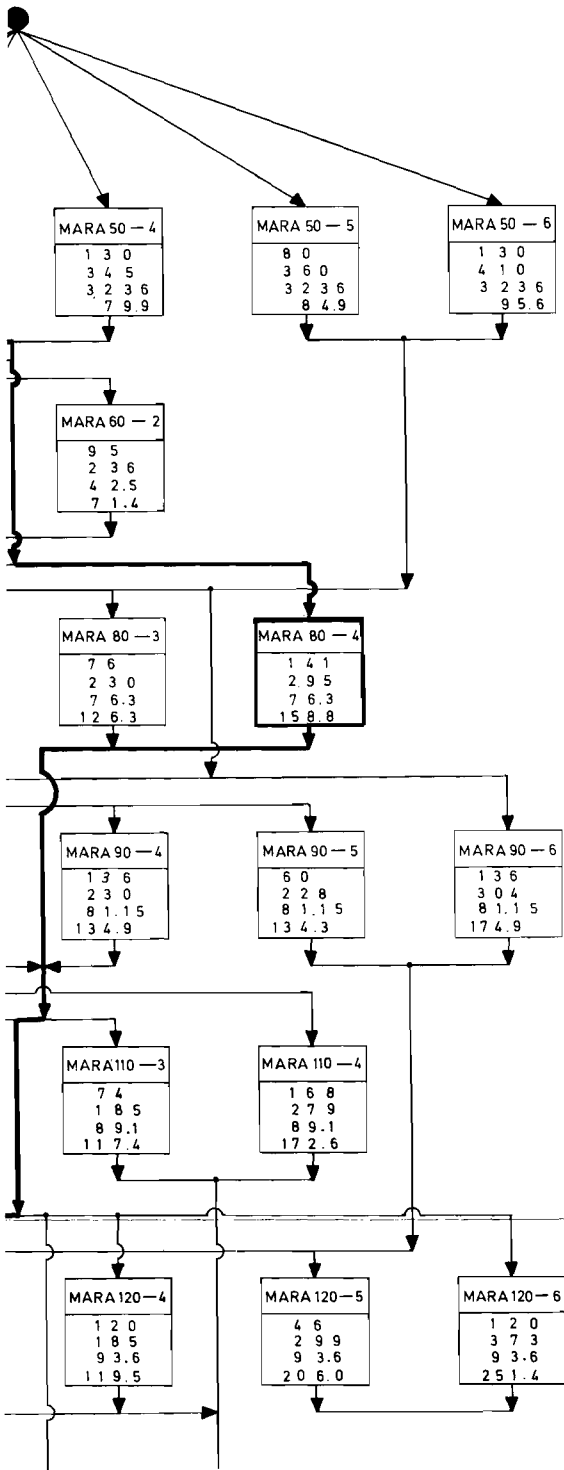 MARA 50 — 4
1 3 0
3 4 5
3 2 3 6
7 9.9
MARA 50 — 5
8 0
3 6 0
3 2 3 6
8 4.9
MARA 50 — 6
1 3 0
4 1 0
3 2 3 6
9 5.6
MARA 60 — 2
9 5
2 3 6
4 2.5
7 1.4
MARA 80 — 3
7 6
2 3 0
7 6.3
1 2 6.3
MARA 80 — 4
1 4 1
2 9 5
7 6.3
1 5 8.8
MARA 90 — 4
1 3 6
2 3 0
8 1.1 5
1 3 4.9
MARA 90 — 5
6 0
2 2 8
8 1.1 5
1 3 4.3
MARA 90 — 6
1 3 6
3 0 4
8 1.1 5
1 7 4.9
MARA 110 — 3
7 4
1 8 5
8 9.1
1 1 7.4
MARA 110 — 4
1 6 8
2 7 9
8 9.1
1 7 2.6
MARA 120 — 4
1 2 0
1 8 5
9 3.6
1 1 9.5
MARA 120 — 5
4 6
2 9 9
9 3.6
2 0 6.0
MARA 120 — 6
1 2 0
3 7 3
9 3.6
2 5 1.4